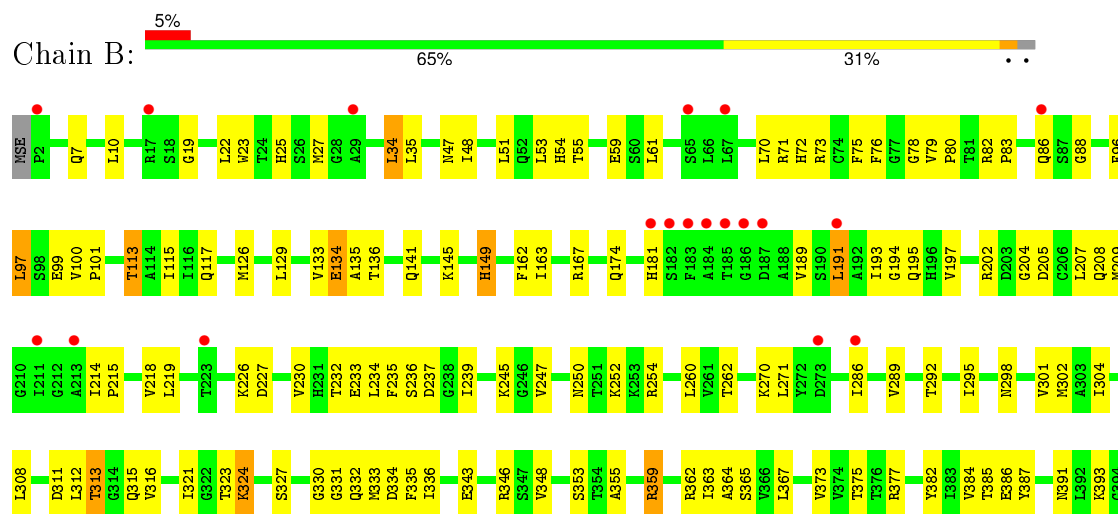 5%
Chain B:
65% 31% • •
MSE P2 Q7 L10 R17 S18 G19 L22 W23 T24 H25 S26 M27 G28 A29 L34 L35 N47 I48 L51 Q52 L53 H54 T55 E59 S60 L61 S65 L66 L67 L70 R71 H72 R73 C74 F75 F76 G77 G78 V79 P80 T81 R82 P83 Q86 S87 G88
L97 S98 E99 V100 P101 T113 A114 I115 I116 Q117 M126 L129 V133 E134 A135 T136 Q141 K145 H149 F162 I163 R167 Q174 H181 S182 F183 A184 T185 G186 D187 A188 V189 S190 L191 A192 I193 G194 Q195 H196 V197 R202 D203 G204 D205 C206 L207 Q208 M209
G210 I211 G212 A213 I214 P215 V218 L219 T223 K226 D227 V230 H231 T232 E233 L234 F235 S236 D237 G238 I239 K245 G246 V247 N250 T251 K252 K253 R254 L260 V261 T262 K270 L271 Y272 D273 I286 V289 T292 I295 N298 V301 M302 A303 I304
L308 D311 L312 T313 G314 Q315 V316 I321 G322 T323 K324 S327 G330 G331 Q332 M333 D334 F335 I336 E343 R346 S347 V348 S353 T354 A355 R359 R362 I363 A364 S365 V366 L367 V373 V374 T375 T376 R377 Y382 I383 V384 T385 E386 Y387 N391 L392 K393